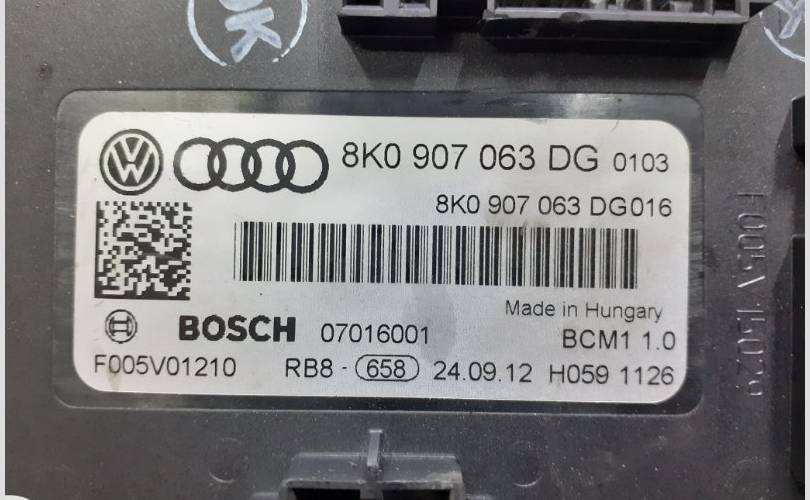 OK
8K0 907 063 DG 0103
8K0 907 063 DG016
Made in Hungary
BOSCH 07016001 BCM1 1.0
F005V01210 RB8 - 658 24.09.12 H059 1126